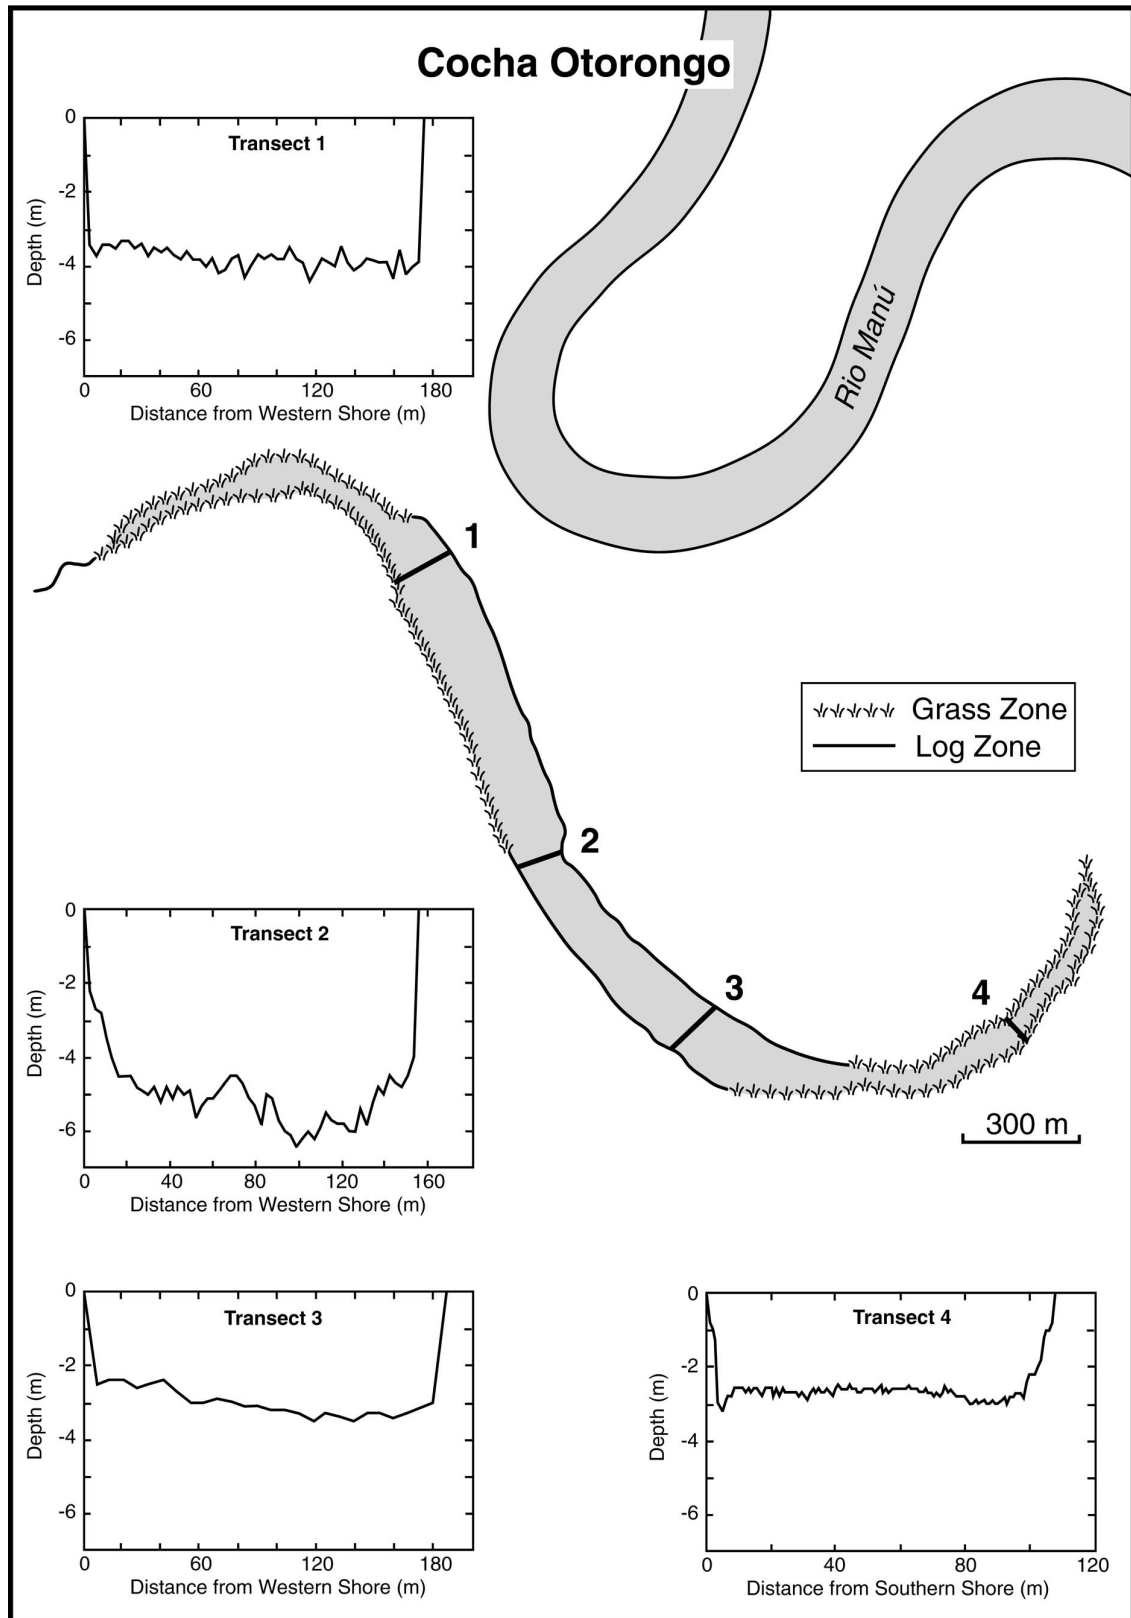 Cocha Otorongo
Transect 1
0
-2
-4
-6
Depth (m)
0 60 120 180
Distance from Western Shore (m)
Rio Manú
1
2
3
4
Grass Zone
Log Zone
300 m
Transect 2
0
-2
-4
-6
Depth (m)
0 40 80 120 160
Distance from Western Shore (m)
Transect 3
0
-2
-4
-6
Depth (m)
0 60 120 180
Distance from Western Shore (m)
Transect 4
0
-2
-4
-6
Depth (m)
0 40 80 120
Distance from Southern Shore (m)